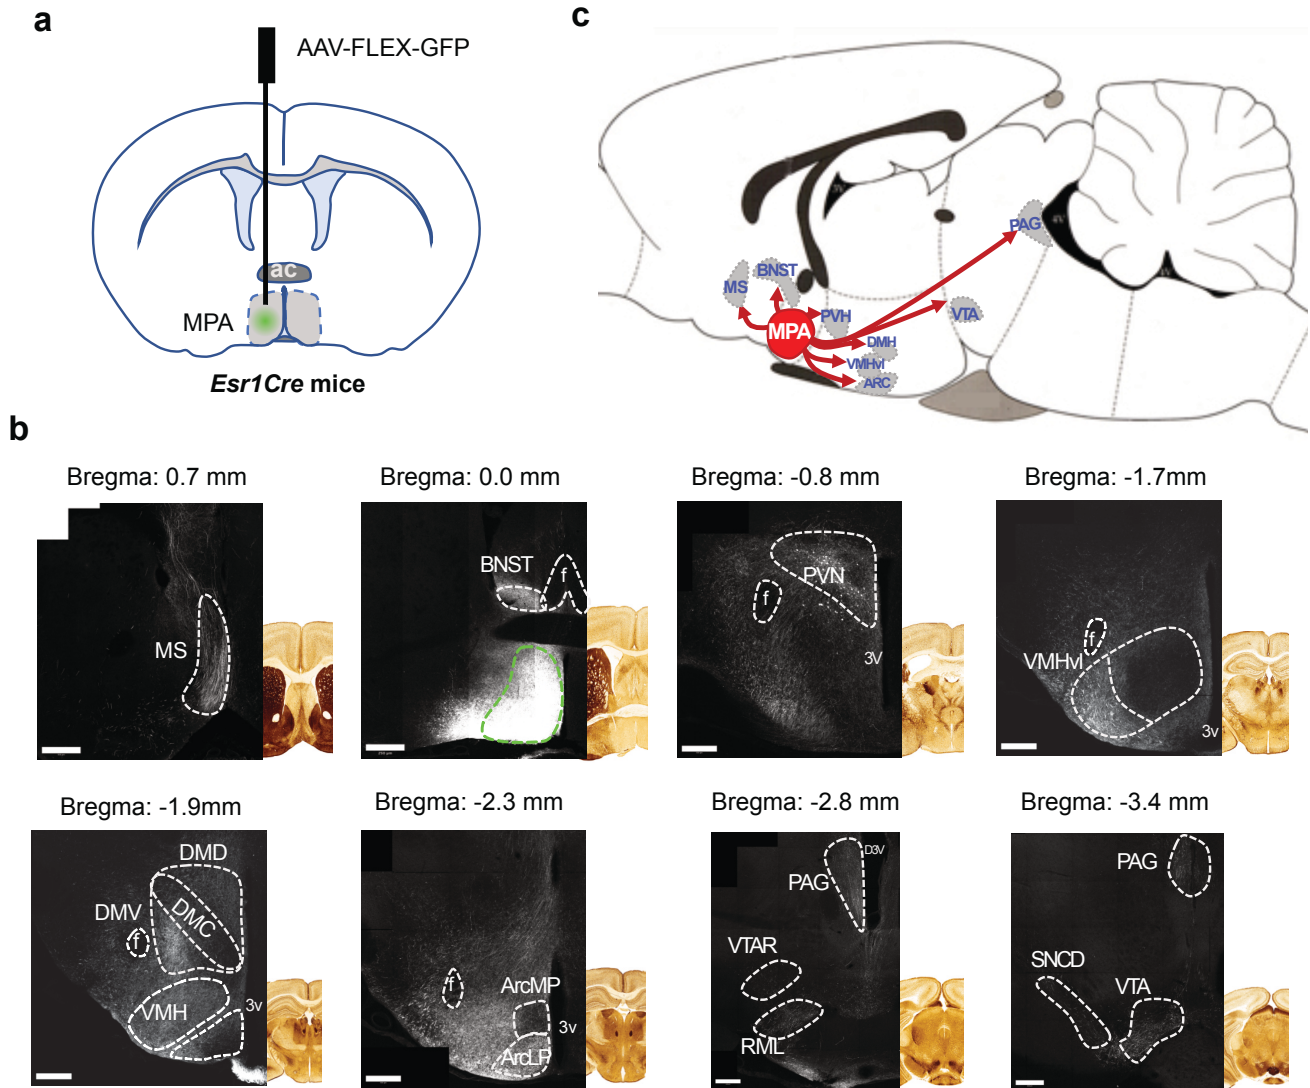 a
AAV-FLEX-GFP
ac
MPA
Esr1Cre mice
c
3V
4V
PAG
BNST
MS
PVH
VTA
MPA
DMH
VMHvl
ARC
b
Bregma: 0.7 mm
MS
Bregma: 0.0 mm
BNST
f
Bregma: -0.8 mm
PVN
f
3V
Bregma: -1.7mm
f
VMHvl
3v
Bregma: -1.9mm
DMD
DMV
DMC
f
VMH
3v
Bregma: -2.3 mm
f
ArcMP
3v
ArcLP
Bregma: -2.8 mm
D3V
PAG
VTAR
RML
Bregma: -3.4 mm
PAG
SNCD
VTA